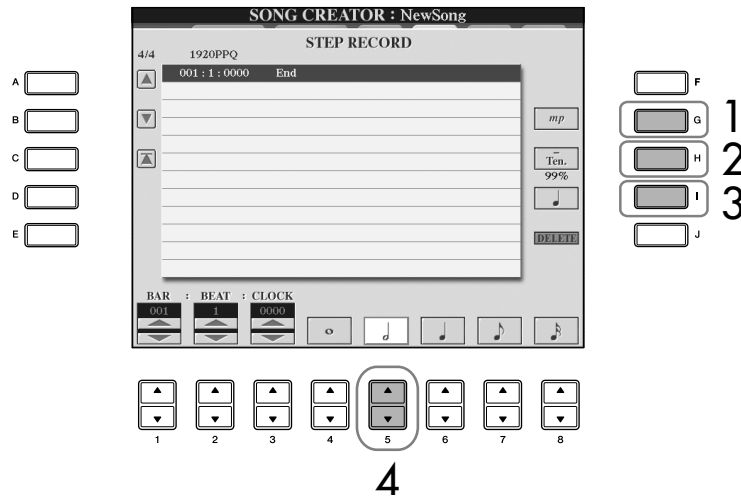 SONG CREATOR : NewSong
STEP RECORD
4/4 1920PPQ
001 : 1 : 0000 End
A F
B mp G 1
C Ten. H 2
99%
D I 3
E DELETE J
BAR : BEAT : CLOCK
001 1 0000
1 2 3 4 5 6 7 8
4